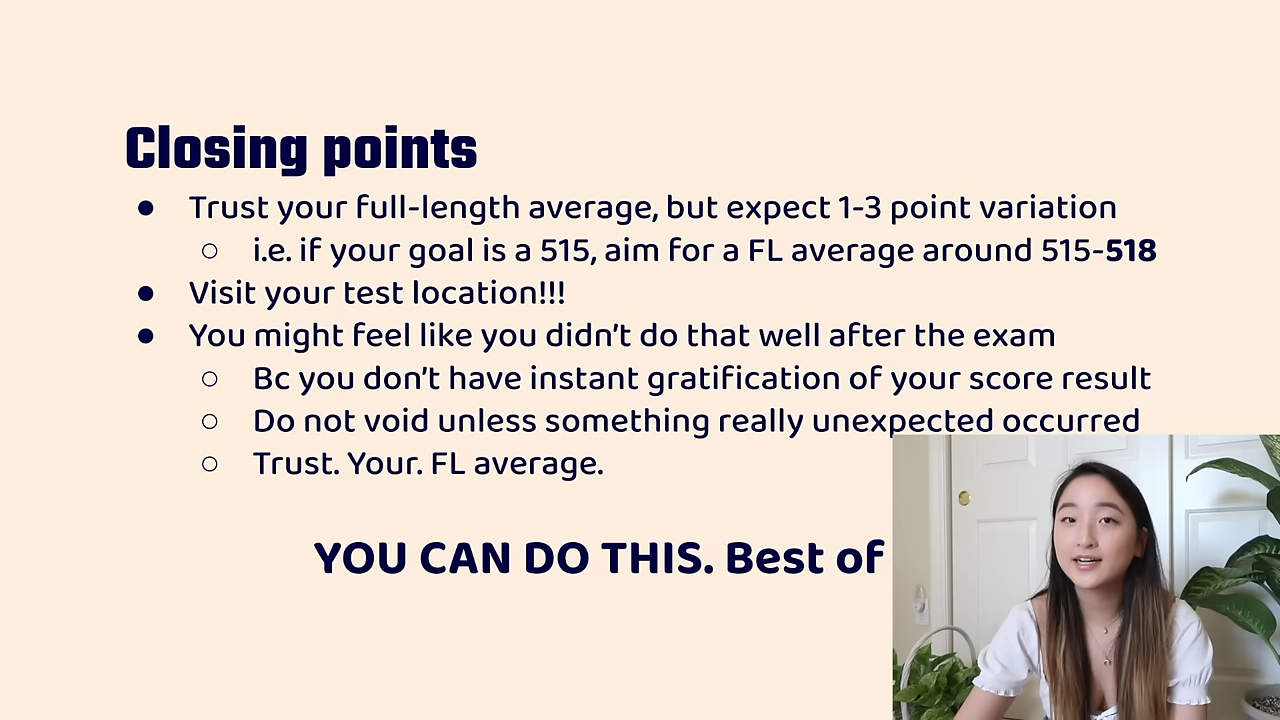 Closing points
● Trust your full-length average, but expect 1-3 point variation
○ i.e. if your goal is a 515, aim for a FL average around 515-518
● Visit your test location!!!
● You might feel like you didn't do that well after the exam
○ Bc you don't have instant gratification of your score result
○ Do not void unless something really unexpected occurred
○ Trust. Your. FL average.
YOU CAN DO THIS. Best of